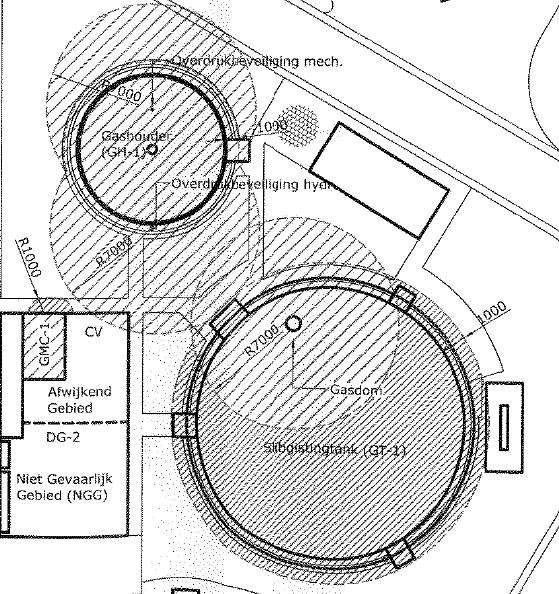 Overdrukbeveiliging mech.
R7000
1000
Gashouder
(GH-1)
Overdrukbeveiliging hydr
R7000
R1000
1000
GMC-1
CV
R7000
Afwijkend
Gebied
Gasdom
DG-2
Slibgistingtank (GT-1)
Niet Gevaarlijk
Gebied (NGG)